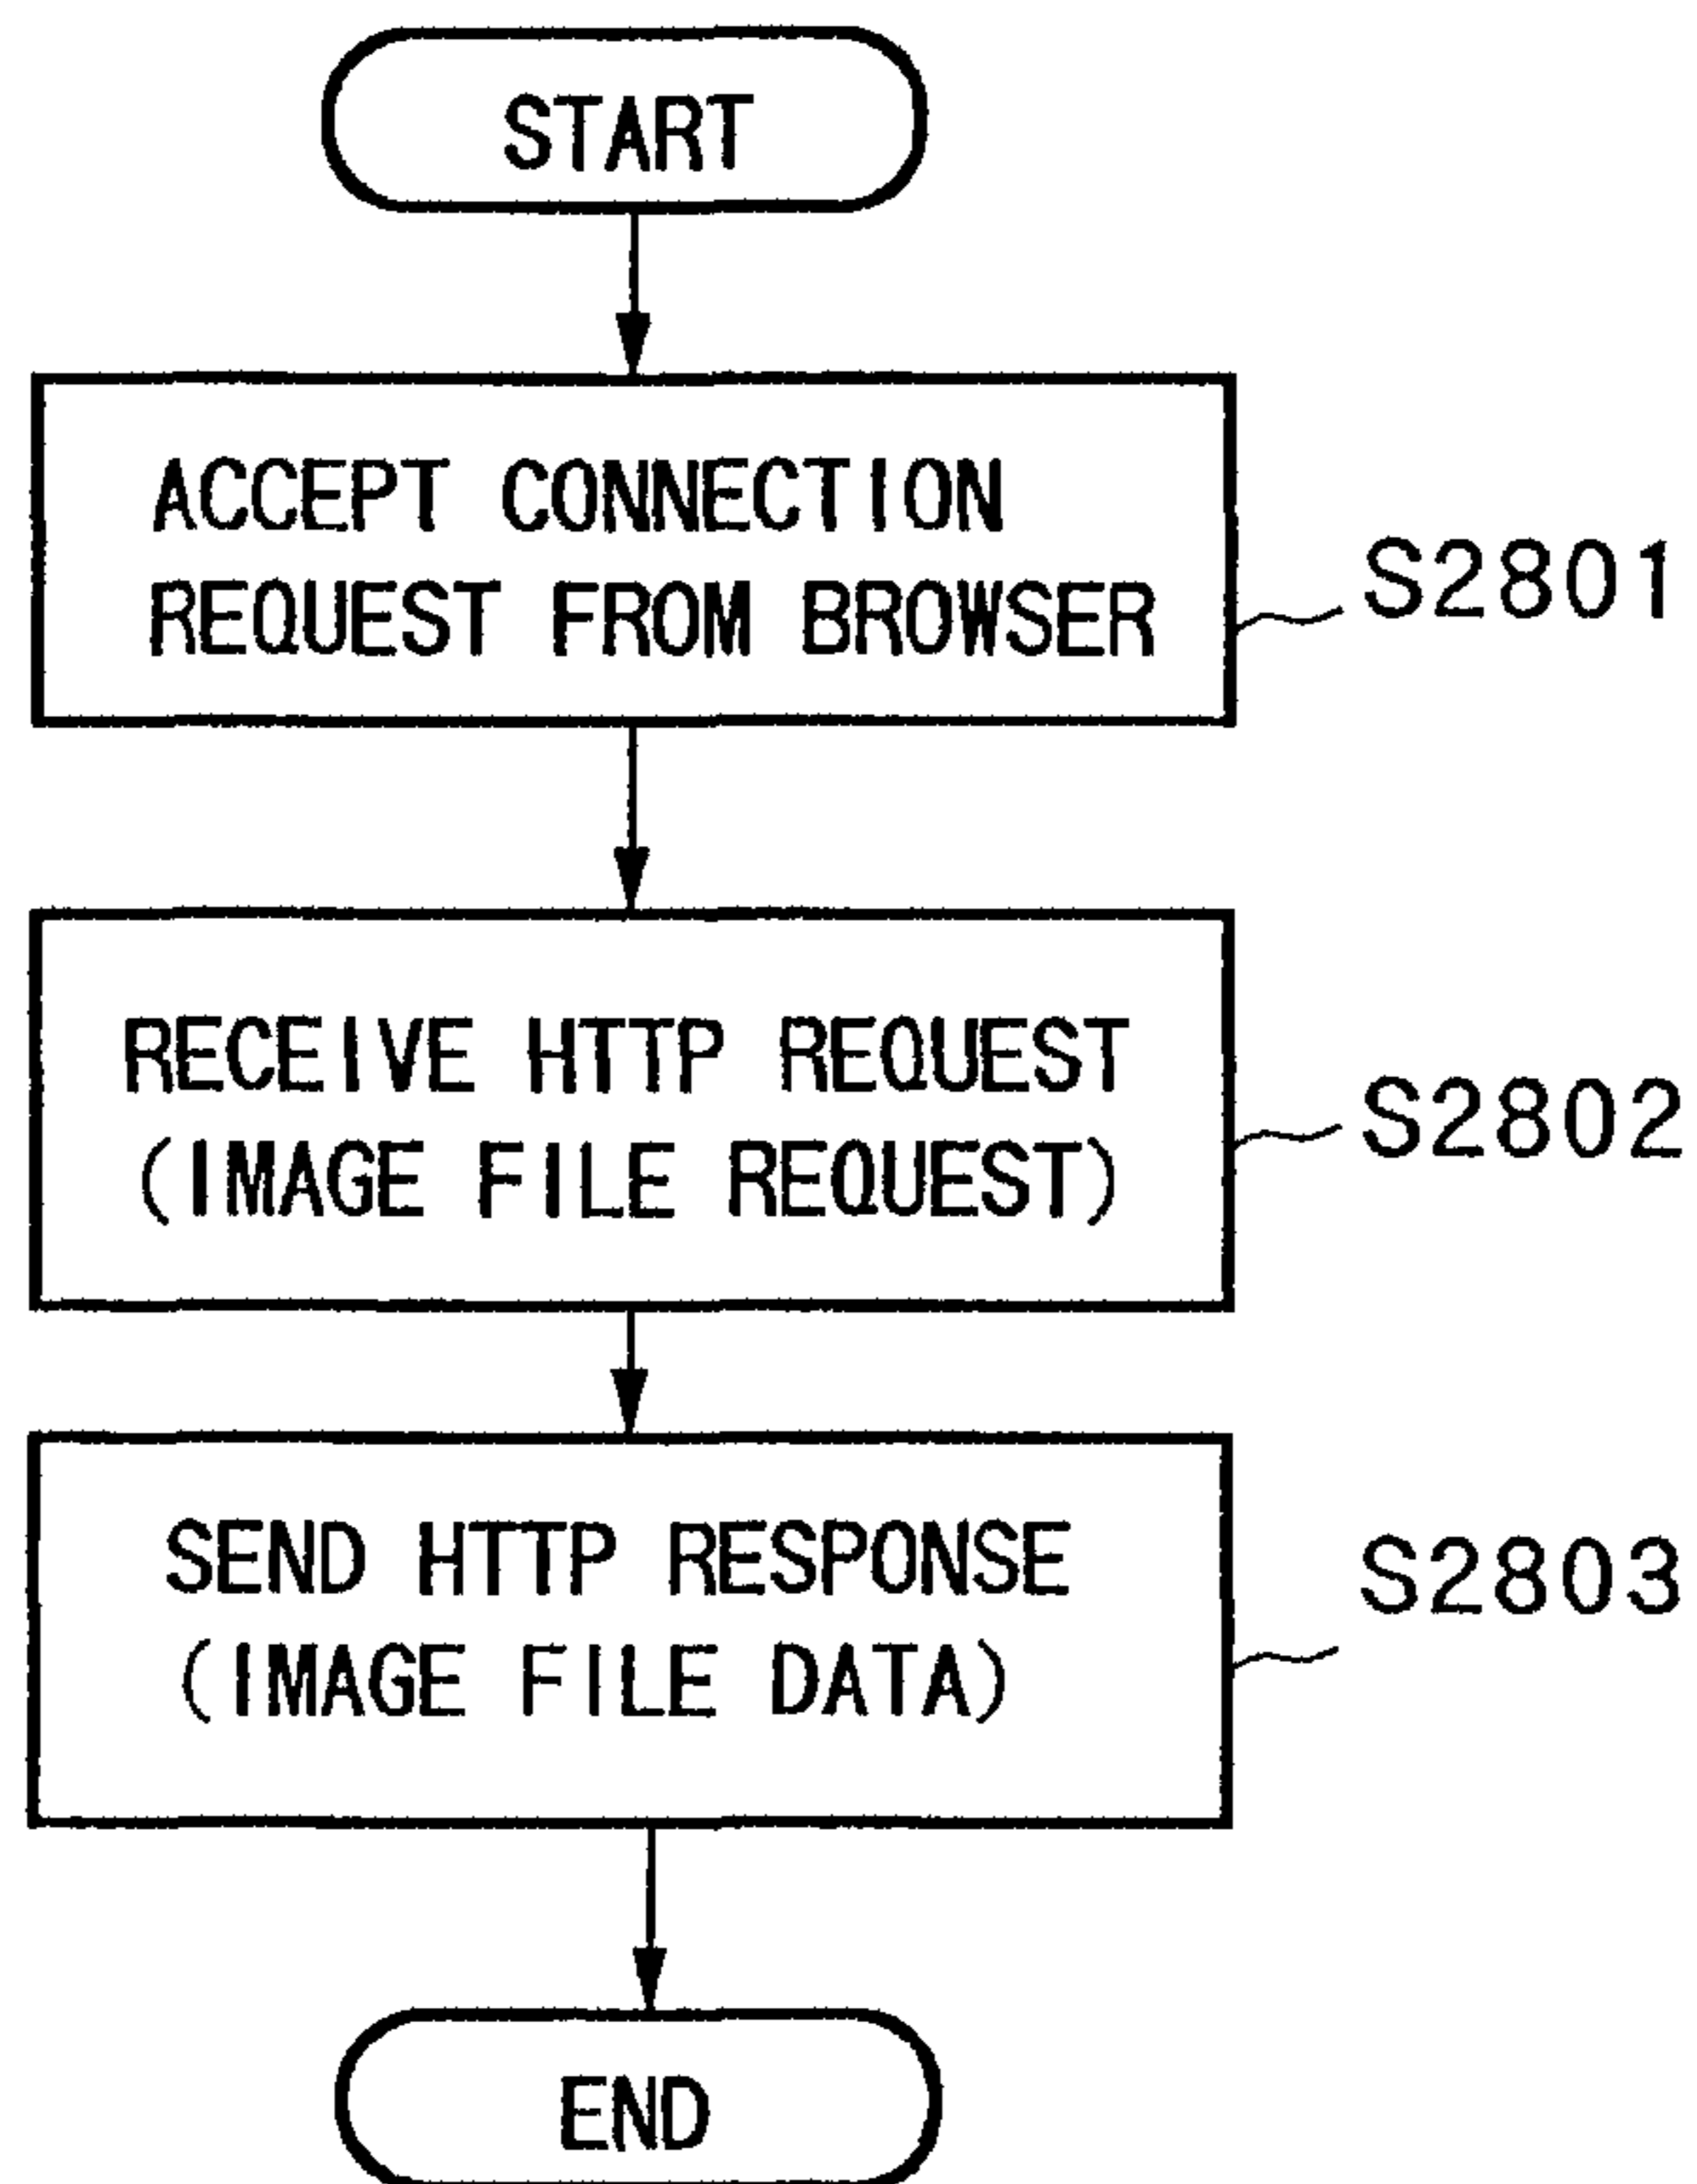 START
ACCEPT CONNECTION
REQUEST FROM BROWSER
S2801
RECEIVE HTTP REQUEST
(IMAGE FILE REQUEST)
S2802
SEND HTTP RESPONSE
(IMAGE FILE DATA)
S2803
END